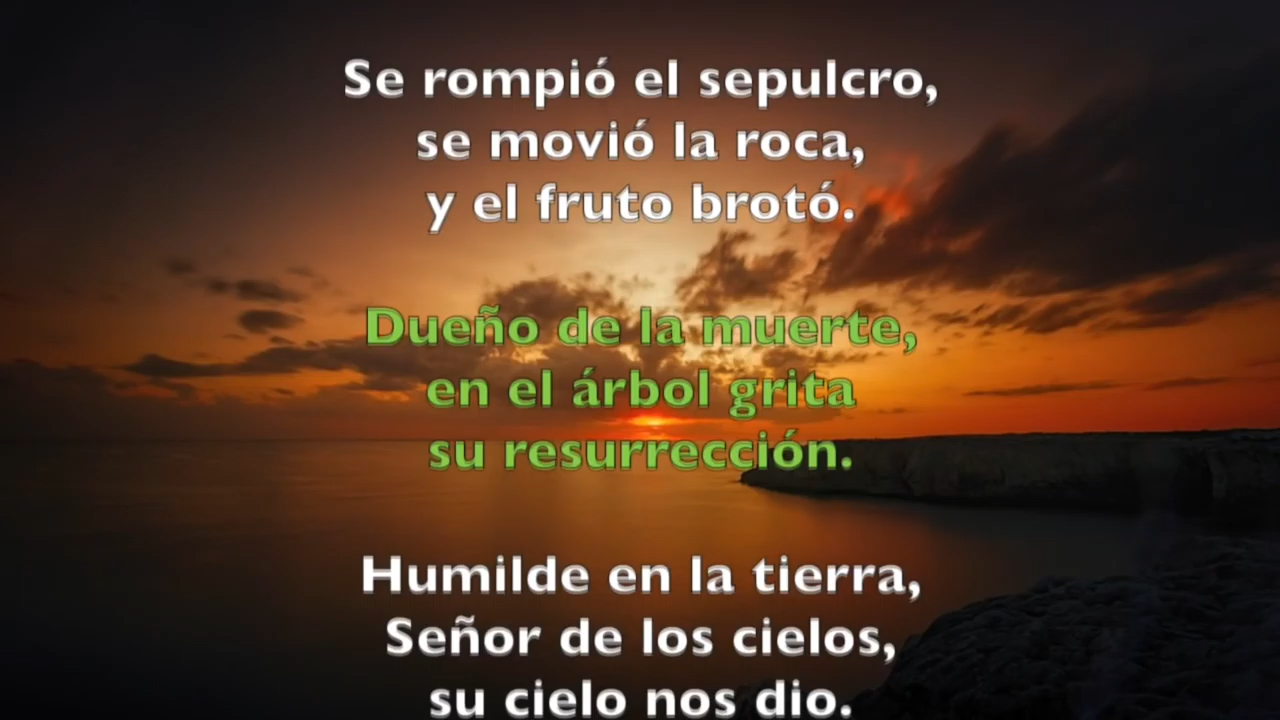 Se rompió el sepulcro,
se movió la roca,
y el fruto brotó.
Dueño de la muerte,
en el árbol grita
su resurrección.
Humilde en la tierra,
Señor de los cielos,
su cielo nos dio.